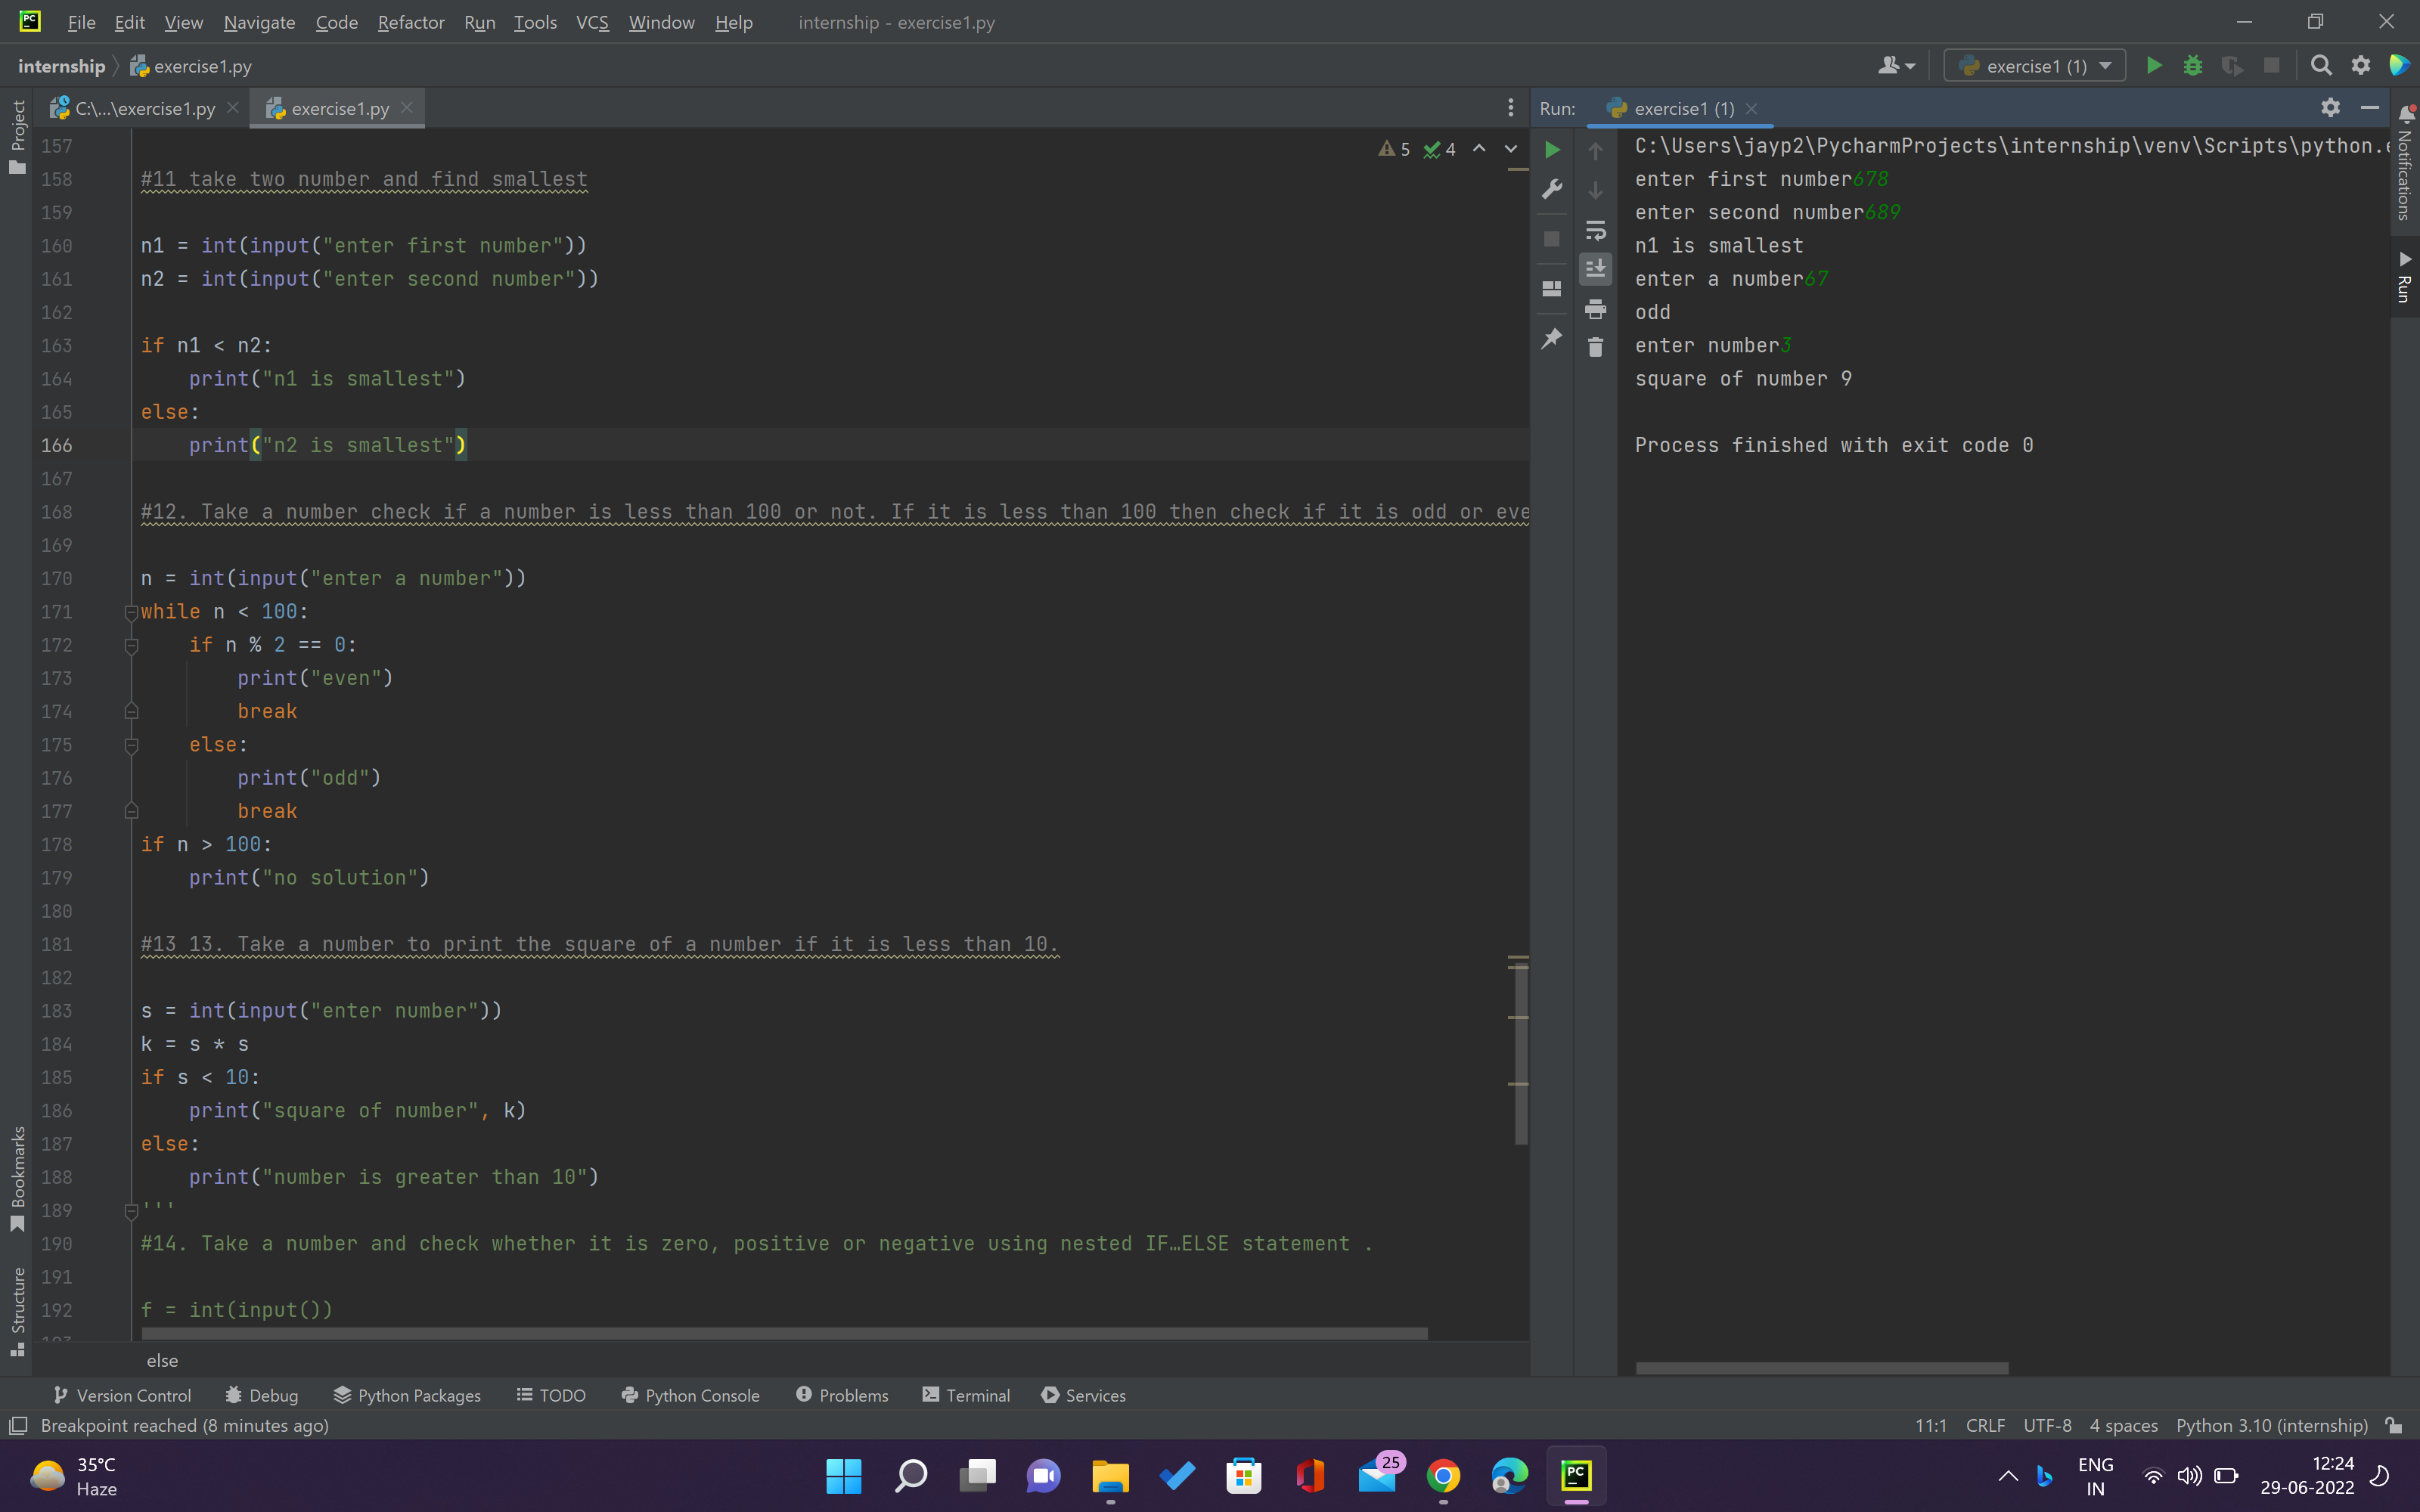 PC File Edit View Navigate Code Refactor Run Tools VCS Window Help internship - exercise1.py
internship exercise1.py exercise1 (1)
C:\...\exercise1.py exercise1.py
Project
157
158 #11 take two number and find smallest
159
160 n1 = int(input("enter first number"))
161 n2 = int(input("enter second number"))
162
163 if n1 < n2:
164 print("n1 is smallest")
165 else:
166 print("n2 is smallest")
167
168 #12. Take a number check if a number is less than 100 or not. If it is less than 100 then check if it is odd or eve
169
170 n = int(input("enter a number"))
171 while n < 100:
172 if n % 2 == 0:
173 print("even")
174 break
175 else:
176 print("odd")
177 break
178 if n > 100:
179 print("no solution")
180
181 #13 13. Take a number to print the square of a number if it is less than 10.
182
183 s = int(input("enter number"))
184 k = s * s
185 if s < 10:
186 print("square of number", k)
187 else:
188 print("number is greater than 10")
189 '''
190 #14. Take a number and check whether it is zero, positive or negative using nested IF…ELSE statement .
191
192 f = int(input())
193
else
5 4
Bookmarks
Structure
Run: exercise1 (1)
C:\Users\jayp2\PycharmProjects\internship\venv\Scripts\python.e
enter first number678
enter second number689
n1 is smallest
enter a number67
odd
enter number3
square of number 9
Process finished with exit code 0
Notifications
Run
Version Control Debug Python Packages TODO Python Console Problems Terminal Services
Breakpoint reached (8 minutes ago) 11:1 CRLF UTF-8 4 spaces Python 3.10 (internship)
35°C
Haze
25
PC
ENG
IN
12:24
29-06-2022